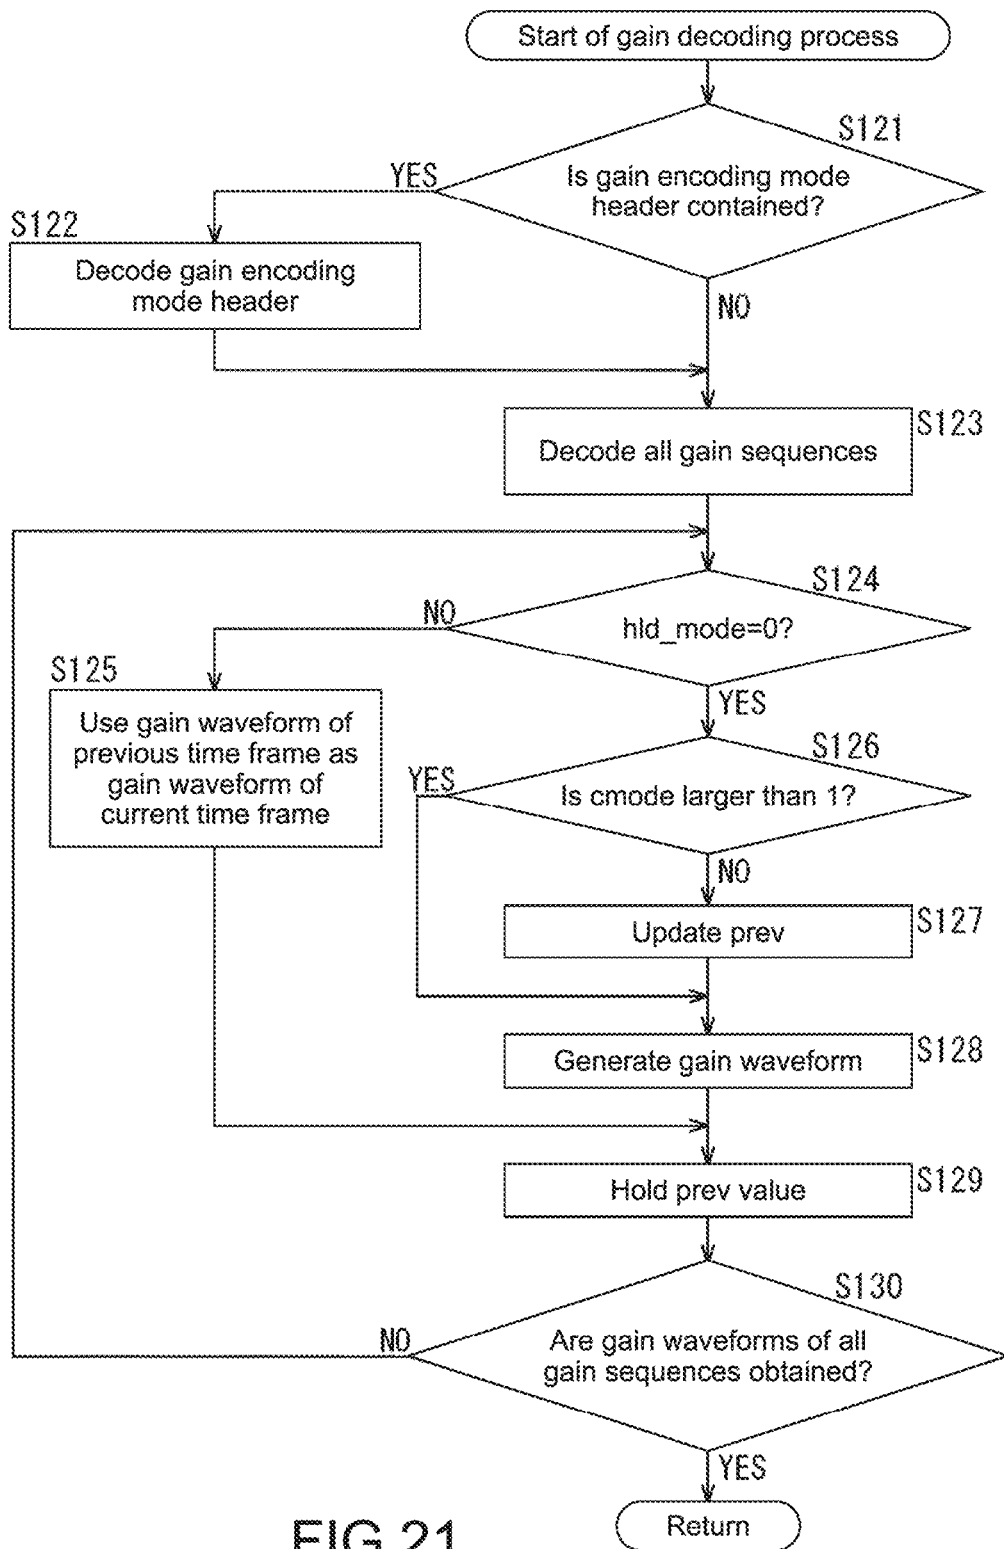 Start of gain decoding process
S121
YES
Is gain encoding mode
header contained?
S122
Decode gain encoding
mode header
NO
S123
Decode all gain sequences
S124
NO
hld_mode=0?
S125
YES
Use gain waveform of
previous time frame as
gain waveform of
current time frame
S126
YES
Is cmode larger than 1?
NO
Update prev
S127
Generate gain waveform
S128
Hold prev value
S129
S130
NO
Are gain waveforms of all
gain sequences obtained?
YES
Return
FIG.21